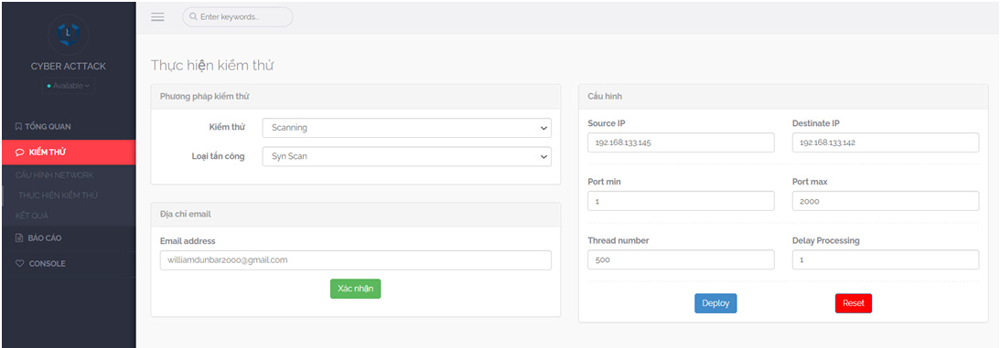 CYBER ACTTACK
Available
TỔNG QUAN
KIỂM THỬ
CẤU HÌNH NETWORK
THỰC HIỆN KIỂM THỬ
KẾT QUẢ
BÁO CÁO
CONSOLE
Enter keywords...
Thực hiện kiểm thử
Phương pháp kiểm thử
Kiểm thử Scanning
Loại tấn công Syn Scan
Địa chỉ email
Email address
williamdunbar2000@gmail.com
Xác nhận
Cấu hình
Source IP Destinate IP
192.168.133.145 192.168.133.142
Port min Port max
1 2000
Thread number Delay Processing
500 1
Deploy Reset